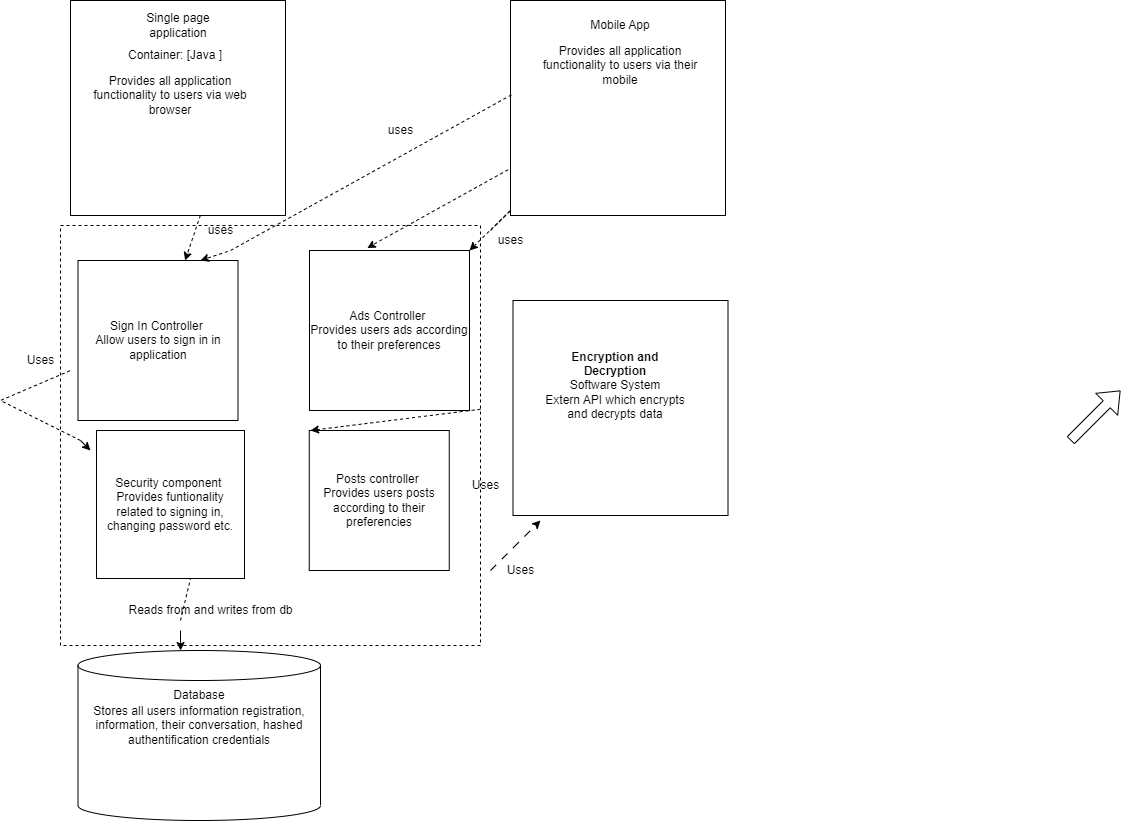 Single page
application
Container: [Java ]
Provides all application
functionality to users via web
browser
Mobile App
Provides all application
functionality to users via their
mobile
uses
uses
uses
Sign In Controller
Allow users to sign in in
application
Ads Controller
Provides users ads according
to their preferences
Uses
Encryption and
Decryption
Software System
Extern API which encrypts
and decrypts data
Security component
Provides funtionality
related to signing in,
changing password etc.
Posts controller
Provides users posts
according to their
preferencies
Uses
Uses
Reads from and writes from db
Database
Stores all users information registration,
information, their conversation, hashed
authentification credentials